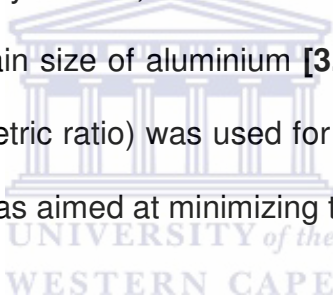 ain size of aluminium [3
etric ratio) was used for
as aimed at minimizing t
UNIVERSITY of the
WESTERN CAPE